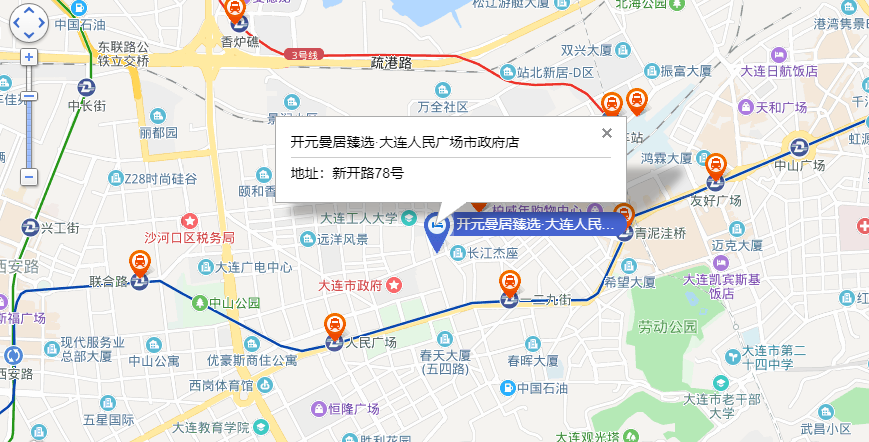 中国石油
香炉礁
东联路公
铁立交桥
中长街
丽都园
Z28时尚硅谷
兴工街
沙河口区税务局
西安路
联合路
大连广电中心
中山公园
新福广场
西安路
现代服务业
总部大厦
中山公寓
优豪斯商住公寓
西岗体育馆
五星国际
大连教育学院
恒隆广场
胜利花园
3号线
疏港路
万全社区
站北新居-D区
双兴大厦
北海公园
振富大厦
大连日航饭店
港湾
天和广场
鸿霖大厦
中山广场
友好广场
青泥洼桥
迈克大厦
希望大厦
大连凯宾斯基
饭店
劳动公园
大连市第二
十四中学
大连市老干部
大学
武昌小区
大连观光塔
中国石油
春晖大厦
春天大厦
(五四路)
人民广场
一二九街
大连市政府
远洋风景
长江杰座
大连工人大学
颐和香
柏威年购物中心
开元曼居臻选·大连人民广场市政府店
地址：新开路78号
开元曼居臻选·大连人民...